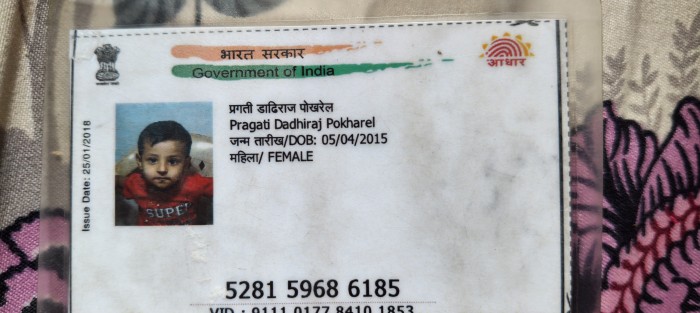 भारत सरकार
Government of India
आधार
Issue Date: 25/01/2018
प्रगती डाढिराज पोखरेल
Pragati Dadhiraj Pokharel
जन्म तारीख/DOB: 05/04/2015
महिला/ FEMALE
SUPE
5281 5968 6185
VID : 9111 0177 8410 1853